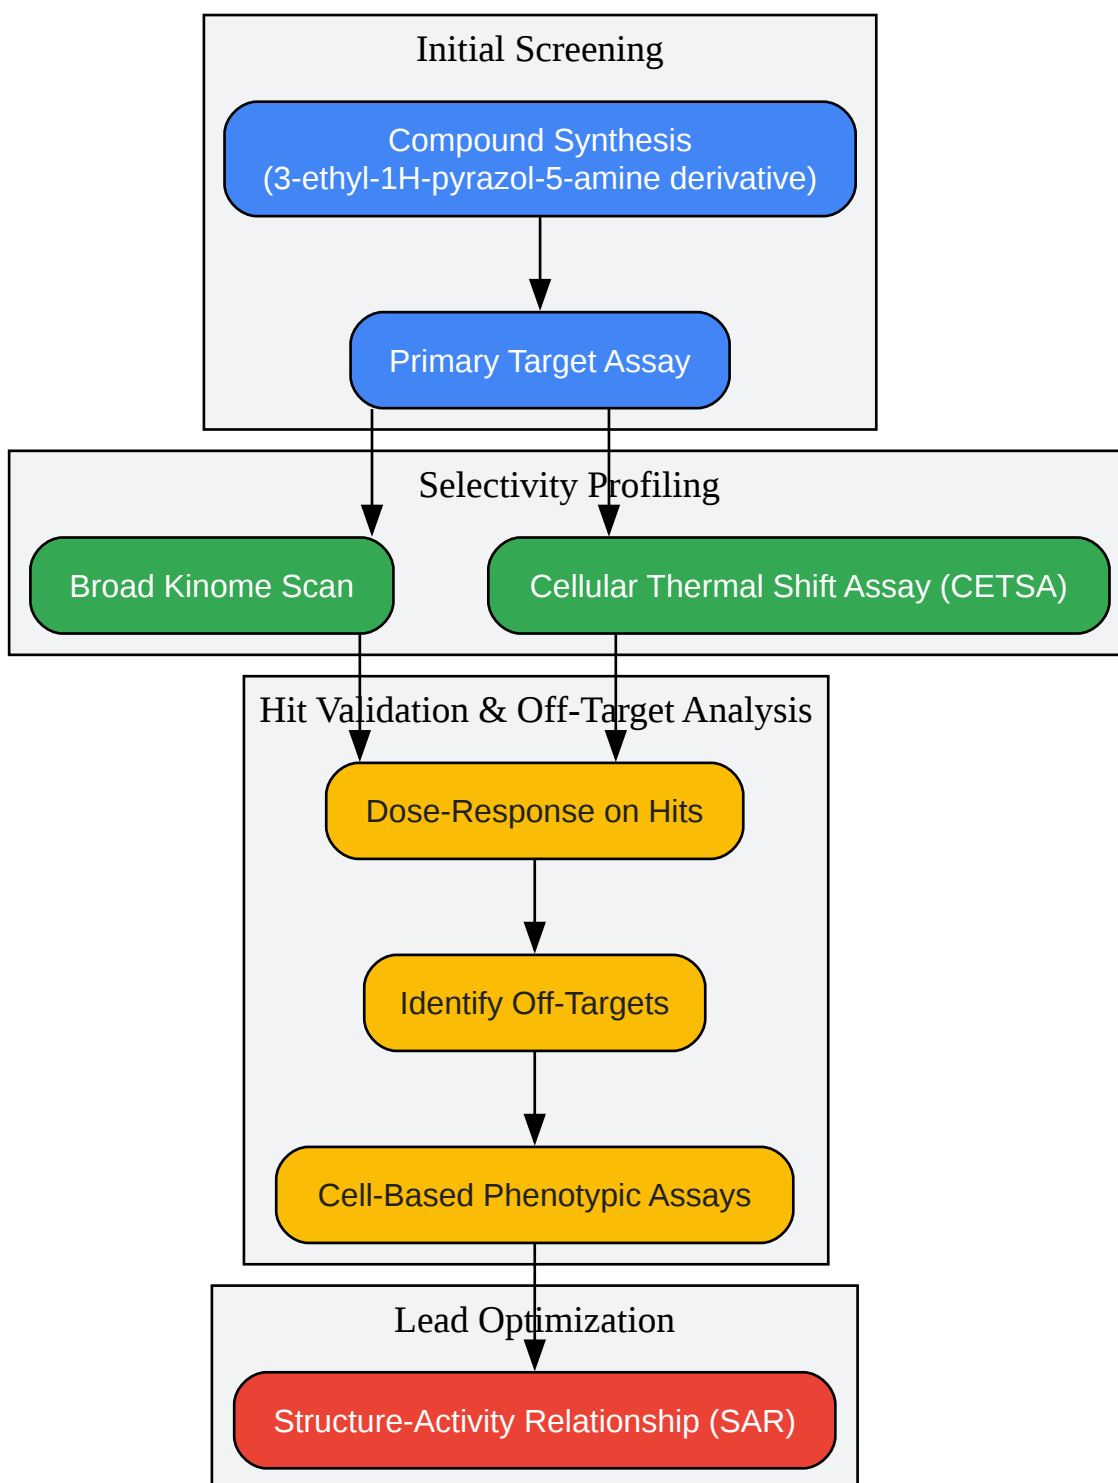 Initial Screening
Compound Synthesis
(3-ethyl-1H-pyrazol-5-amine derivative)
Primary Target Assay
Selectivity Profiling
Broad Kinome Scan
Cellular Thermal Shift Assay (CETSA)
Hit Validation & Off-Target Analysis
Dose-Response on Hits
Identify Off-Targets
Cell-Based Phenotypic Assays
Lead Optimization
Structure-Activity Relationship (SAR)